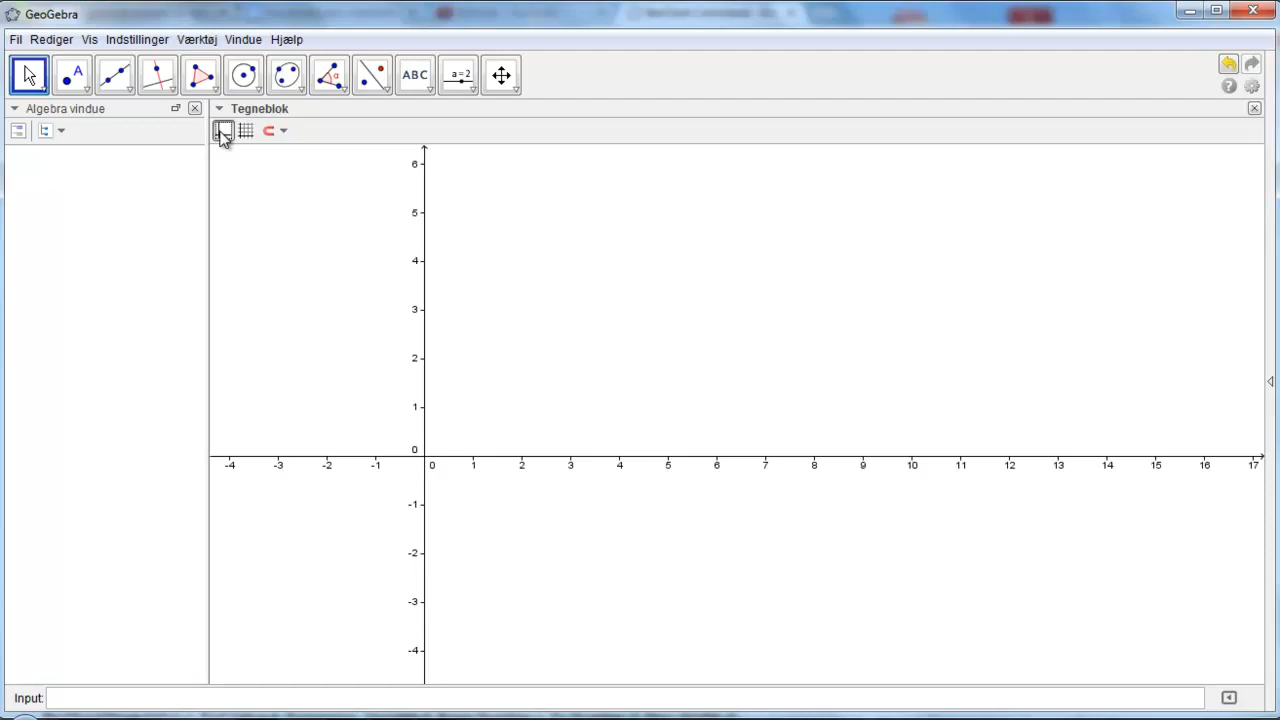 GeoGebra
Fil Rediger Vis Indstillinger Værktøj Vindue Hjælp
A α ABC a=2
Algebra vindue
Tegneblok
6
5
4
3
2
1
0
-4 -3 -2 -1 0 1 2 3 4 5 6 7 8 9 10 11 12 13 14 15 16 17
-1
-2
-3
-4
Input: